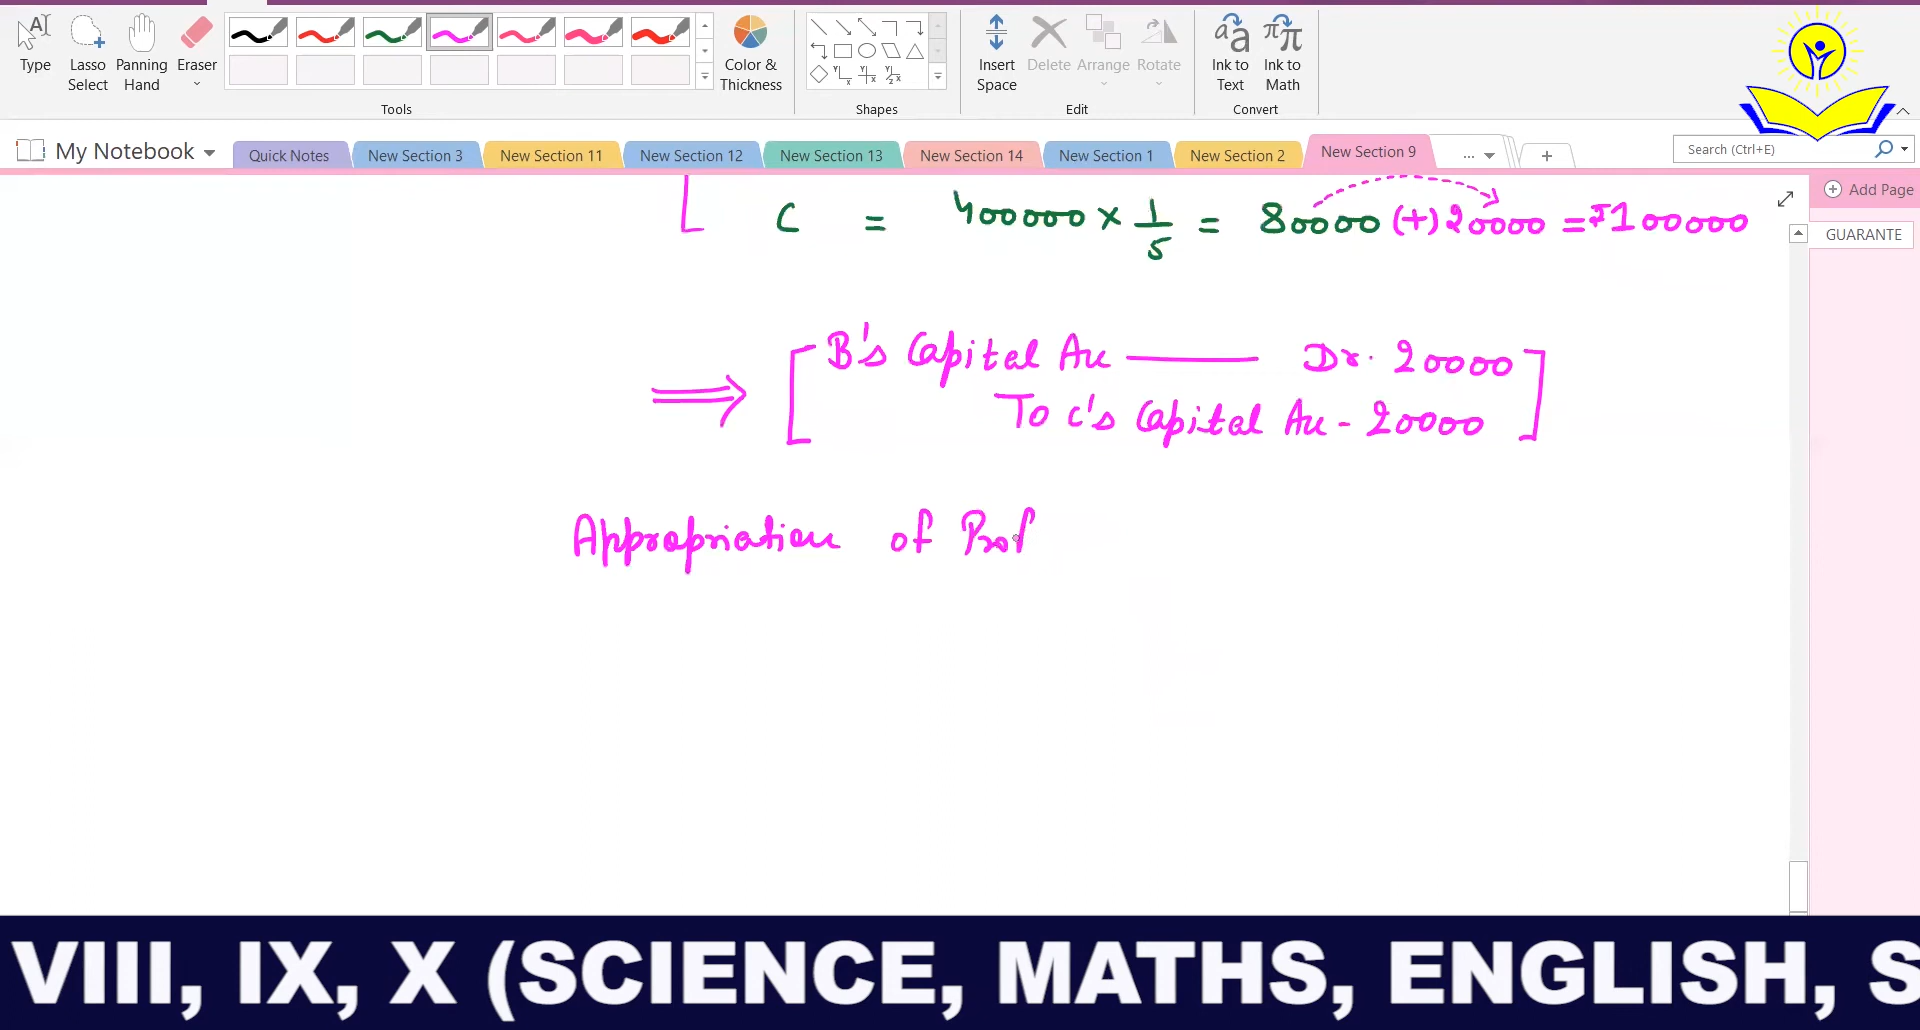 Type
Lasso Select
Panning Hand
Eraser
Color & Thickness
Insert Space
Delete
Arrange
Rotate
Ink to Text
Ink to Math
Tools
Shapes
Edit
Convert
My Notebook
Quick Notes
New Section 3
New Section 11
New Section 12
New Section 13
New Section 14
New Section 1
New Section 2
New Section 9
...
Search (Ctrl+E)
Add Page
GUARANTE
C = 400000 × 1/5 = 80000 (+) 20000 = ₹100000
B's Capital A/c ——— Dr. 20000
To C's Capital A/c - 20000
Appropriation of Prof
VIII, IX, X (SCIENCE, MATHS, ENGLISH, S